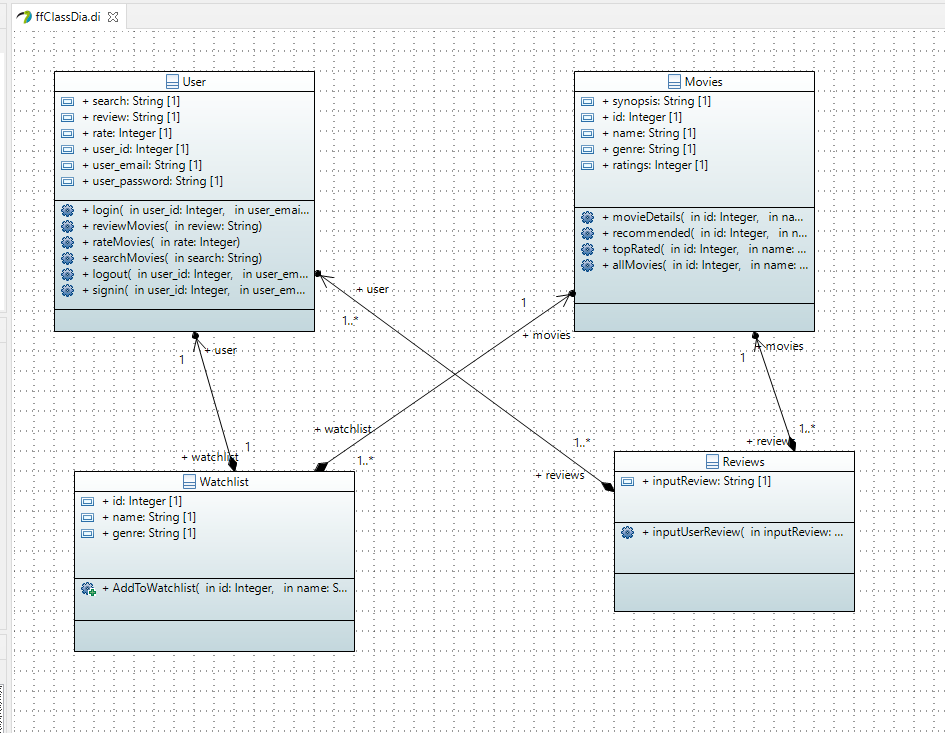 ffClassDia.di
User
+ search: String [1]
+ review: String [1]
+ rate: Integer [1]
+ user_id: Integer [1]
+ user_email: String [1]
+ user_password: String [1]
+ login( in user_id: Integer, in user_emai...
+ reviewMovies( in review: String)
+ rateMovies( in rate: Integer)
+ searchMovies( in search: String)
+ logout( in user_id: Integer, in user_em...
+ signin( in user_id: Integer, in user_em...
Movies
+ synopsis: String [1]
+ id: Integer [1]
+ name: String [1]
+ genre: String [1]
+ ratings: Integer [1]
+ movieDetails( in id: Integer, in na...
+ recommended( in id: Integer, in n...
+ topRated( in id: Integer, in name: ...
+ allMovies( in id: Integer, in name: ...
+ user
1..*
1
+ movies
1
+ user
+ movies
1
+ watchlist
1..*
+ reviews
1..*
+ review
1
+ watchlist
1..*
+ reviews
Watchlist
+ id: Integer [1]
+ name: String [1]
+ genre: String [1]
+ AddToWatchlist( in id: Integer, in name: S...
Reviews
+ inputReview: String [1]
+ inputUserReview( in inputReview: ...